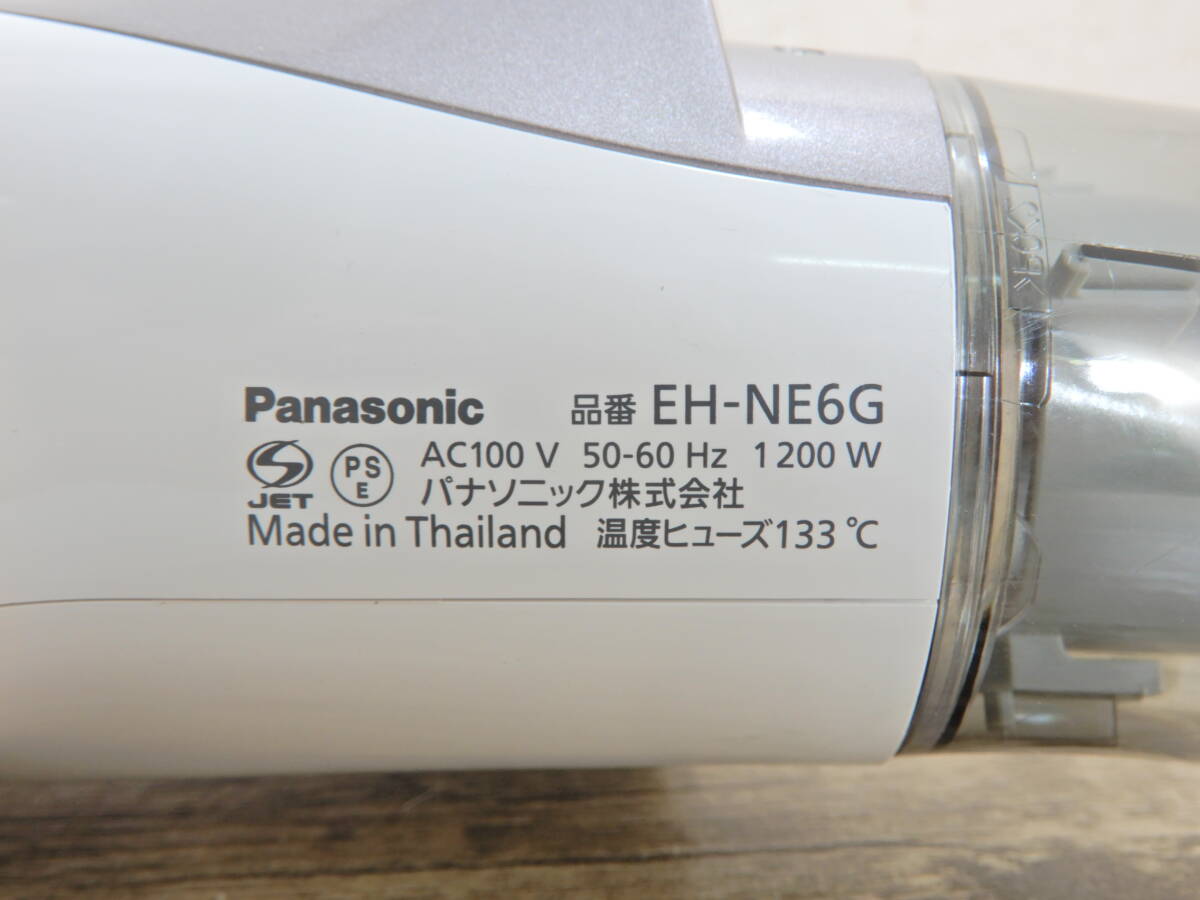 Panasonic 品番 EH-NE6G
JET PS E AC100 V 50-60 Hz 1200 W
パナソニック株式会社
Made in Thailand 温度ヒューズ133 ℃
>PC<